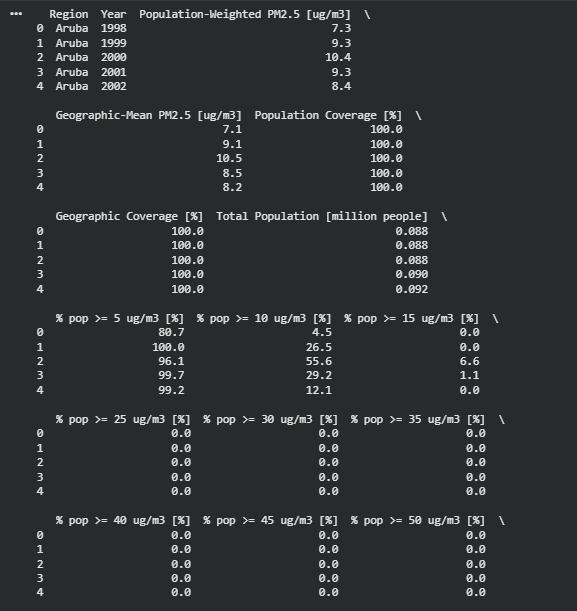 ••• Region Year Population-Weighted PM2.5 [ug/m3] \
0 Aruba 1998 7.3
1 Aruba 1999 9.3
2 Aruba 2000 10.4
3 Aruba 2001 9.3
4 Aruba 2002 8.4
Geographic-Mean PM2.5 [ug/m3] Population Coverage [%] \
0 7.1 100.0
1 9.1 100.0
2 10.5 100.0
3 8.5 100.0
4 8.2 100.0
Geographic Coverage [%] Total Population [million people] \
0 100.0 0.088
1 100.0 0.088
2 100.0 0.088
3 100.0 0.090
4 100.0 0.092
% pop >= 5 ug/m3 [%] % pop >= 10 ug/m3 [%] % pop >= 15 ug/m3 [%] \
0 80.7 4.5 0.0
1 100.0 26.5 0.0
2 96.1 55.6 6.6
3 99.7 29.2 1.1
4 99.2 12.1 0.0
% pop >= 25 ug/m3 [%] % pop >= 30 ug/m3 [%] % pop >= 35 ug/m3 [%] \
0 0.0 0.0 0.0
1 0.0 0.0 0.0
2 0.0 0.0 0.0
3 0.0 0.0 0.0
4 0.0 0.0 0.0
% pop >= 40 ug/m3 [%] % pop >= 45 ug/m3 [%] % pop >= 50 ug/m3 [%] \
0 0.0 0.0 0.0
1 0.0 0.0 0.0
2 0.0 0.0 0.0
3 0.0 0.0 0.0
4 0.0 0.0 0.0